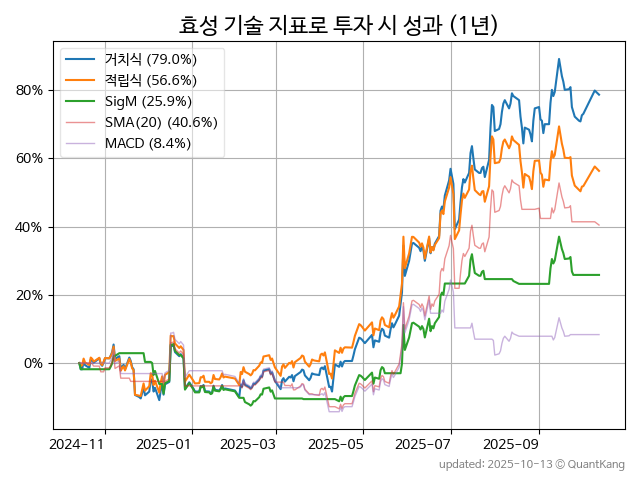 효성 기술 지표로 투자 시 성과 (1년)
거치식 (79.0%)
적립식 (56.6%)
SigM (25.9%)
SMA(20) (40.6%)
MACD (8.4%)
80%
60%
40%
20%
0%
2024-11 2025-01 2025-03 2025-05 2025-07 2025-09
updated: 2025-10-13 © QuantKang